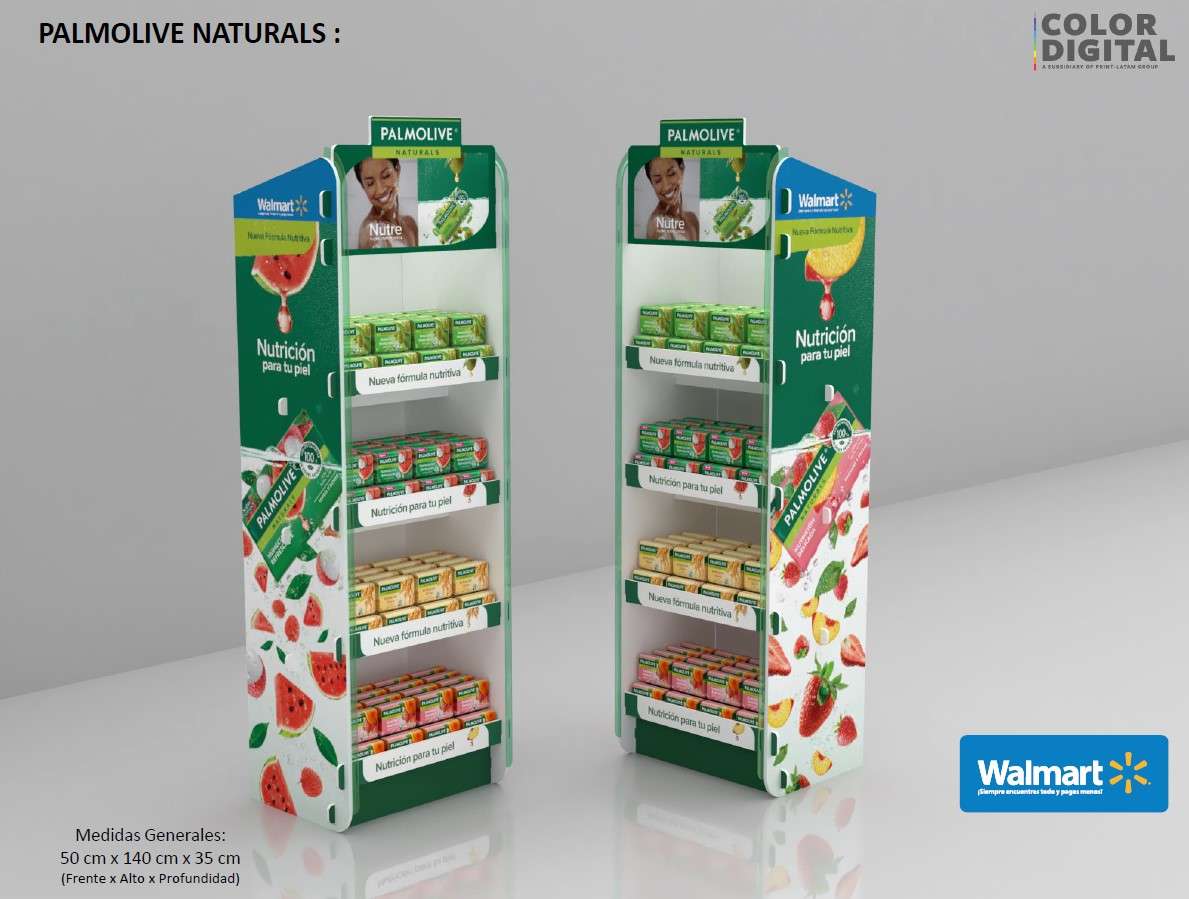 PALMOLIVE NATURALS :
COLOR
DIGITAL
A SUBSIDIARY OF PRINT-LATAM GROUP
PALMOLIVE
NATURALS
Nutre
Walmart
Nueva Fórmula Nutritiva
Nutrición
para tu piel
100%
PALMOLIVE
NATURALS
Nueva fórmula nutritiva
Nutrición para tu piel
Nueva fórmula nutritiva
Nutrición para tu piel
PALMOLIVE
NATURALS
Nutre
Walmart
Nueva Fórmula Nutritiva
Nutrición
para tu piel
100%
PALMOLIVE
NATURALS
Nueva fórmula nutritiva
Nutrición para tu piel
Nueva fórmula nutritiva
Nutrición para tu piel
Walmart
¡Siempre encuentras todo y pagas menos!
Medidas Generales:
50 cm x 140 cm x 35 cm
(Frente x Alto x Profundidad)